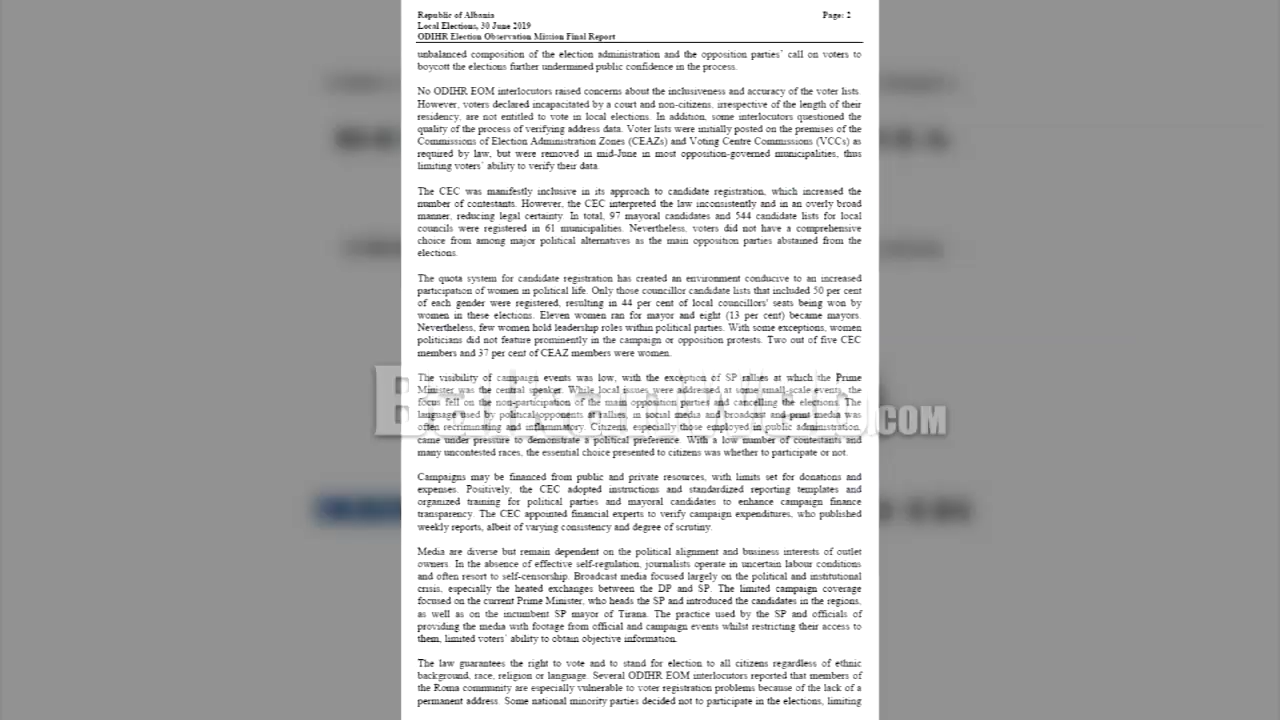 Republic of Albania Page: 2
Local Elections, 30 June 2019
ODIHR Election Observation Mission Final Report
unbalanced composition of the election administration and the opposition parties' call on voters to
boycott the elections further undermined public confidence in the process.
No ODIHR EOM interlocutors raised concerns about the inclusiveness and accuracy of the voter lists.
However, voters declared incapacitated by a court and non-citizens, irrespective of the length of their
residency, are not entitled to vote in local elections. In addition, some interlocutors questioned the
quality of the process of verifying address data. Voter lists were initially posted on the premises of the
Commissions of Election Administration Zones (CEAZs) and Voting Centre Commissions (VCCs) as
required by law, but were removed in mid-June in most opposition-governed municipalities, thus
limiting voters' ability to verify their data.
The CEC was manifestly inclusive in its approach to candidate registration, which increased the
number of contestants. However, the CEC interpreted the law inconsistently and in an overly broad
manner, reducing legal certainty. In total, 97 mayoral candidates and 544 candidate lists for local
councils were registered in 61 municipalities. Nevertheless, voters did not have a comprehensive
choice from among major political alternatives as the main opposition parties abstained from the
elections.
The quota system for candidate registration has created an environment conducive to an increased
participation of women in political life. Only those councillor candidate lists that included 50 per cent
of each gender were registered, resulting in 44 per cent of local councillors' seats being won by
women in these elections. Eleven women ran for mayor and eight (13 per cent) became mayors.
Nevertheless, few women hold leadership roles within political parties. With some exceptions, women
politicians did not feature prominently in the campaign or opposition protests. Two out of five CEC
members and 37 per cent of CEAZ members were women.
The visibility of campaign events was low, with the exception of SP rallies at which the Prime
Minister was the central speaker. While local issues were addressed at some small-scale events, the
focus fell on the non-participation of the main opposition parties and cancelling the elections. The
language used by political opponents at rallies, in social media and broadcast and print media was
often recriminating and inflammatory. Citizens, especially those employed in public administration,
came under pressure to demonstrate a political preference. With a low number of contestants and
many uncontested races, the essential choice presented to citizens was whether to participate or not.
Campaigns may be financed from public and private resources, with limits set for donations and
expenses. Positively, the CEC adopted instructions and standardized reporting templates and
organized training for political parties and mayoral candidates to enhance campaign finance
transparency. The CEC appointed financial experts to verify campaign expenditures, who published
weekly reports, albeit of varying consistency and degree of scrutiny.
Media are diverse but remain dependent on the political alignment and business interests of outlet
owners. In the absence of effective self-regulation, journalists operate in uncertain labour conditions
and often resort to self-censorship. Broadcast media focused largely on the political and institutional
crisis, especially the heated exchanges between the DP and SP. The limited campaign coverage
focused on the current Prime Minister, who heads the SP and introduced the candidates in the regions,
as well as on the incumbent SP mayor of Tirana. The practice used by the SP and officials of
providing the media with footage from official and campaign events whilst restricting their access to
them, limited voters' ability to obtain objective information.
The law guarantees the right to vote and to stand for election to all citizens regardless of ethnic
background, race, religion or language. Several ODIHR EOM interlocutors reported that members of
the Roma community are especially vulnerable to voter registration problems because of the lack of a
permanent address. Some national minority parties decided not to participate in the elections, limiting
.COM